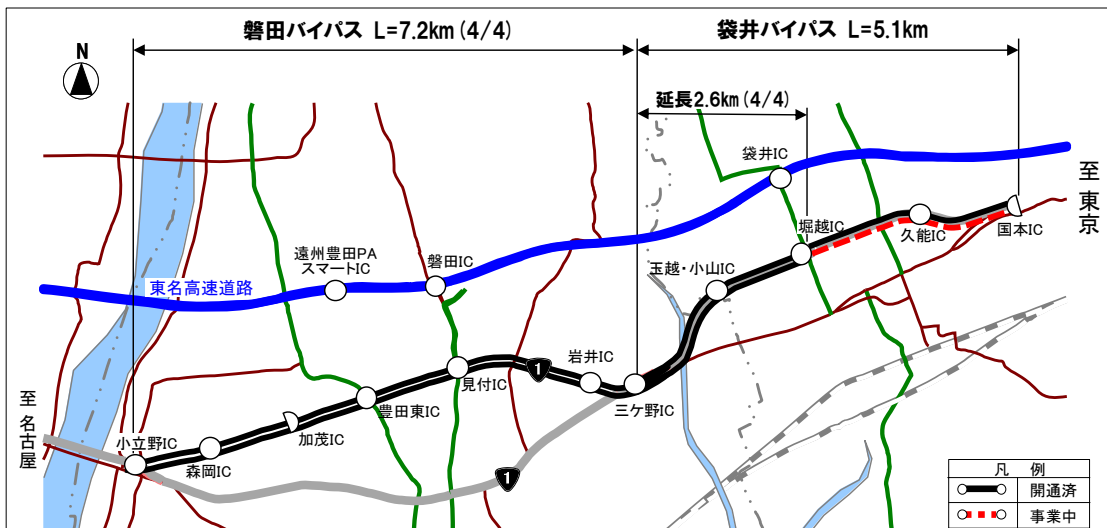 磐田バイパス L=7.2km(4/4)
袋井バイパス L=5.1km
N
延長2.6km(4/4)
袋井IC
至 東京
堀越IC
久能IC
国本IC
遠州豊田PA
スマートIC
磐田IC
玉越・小山IC
東名高速道路
岩井IC
1
見付IC
三ケ野IC
豊田東IC
至 名古屋
小立野IC
加茂IC
森岡IC
1
凡 例
開通済
事業中